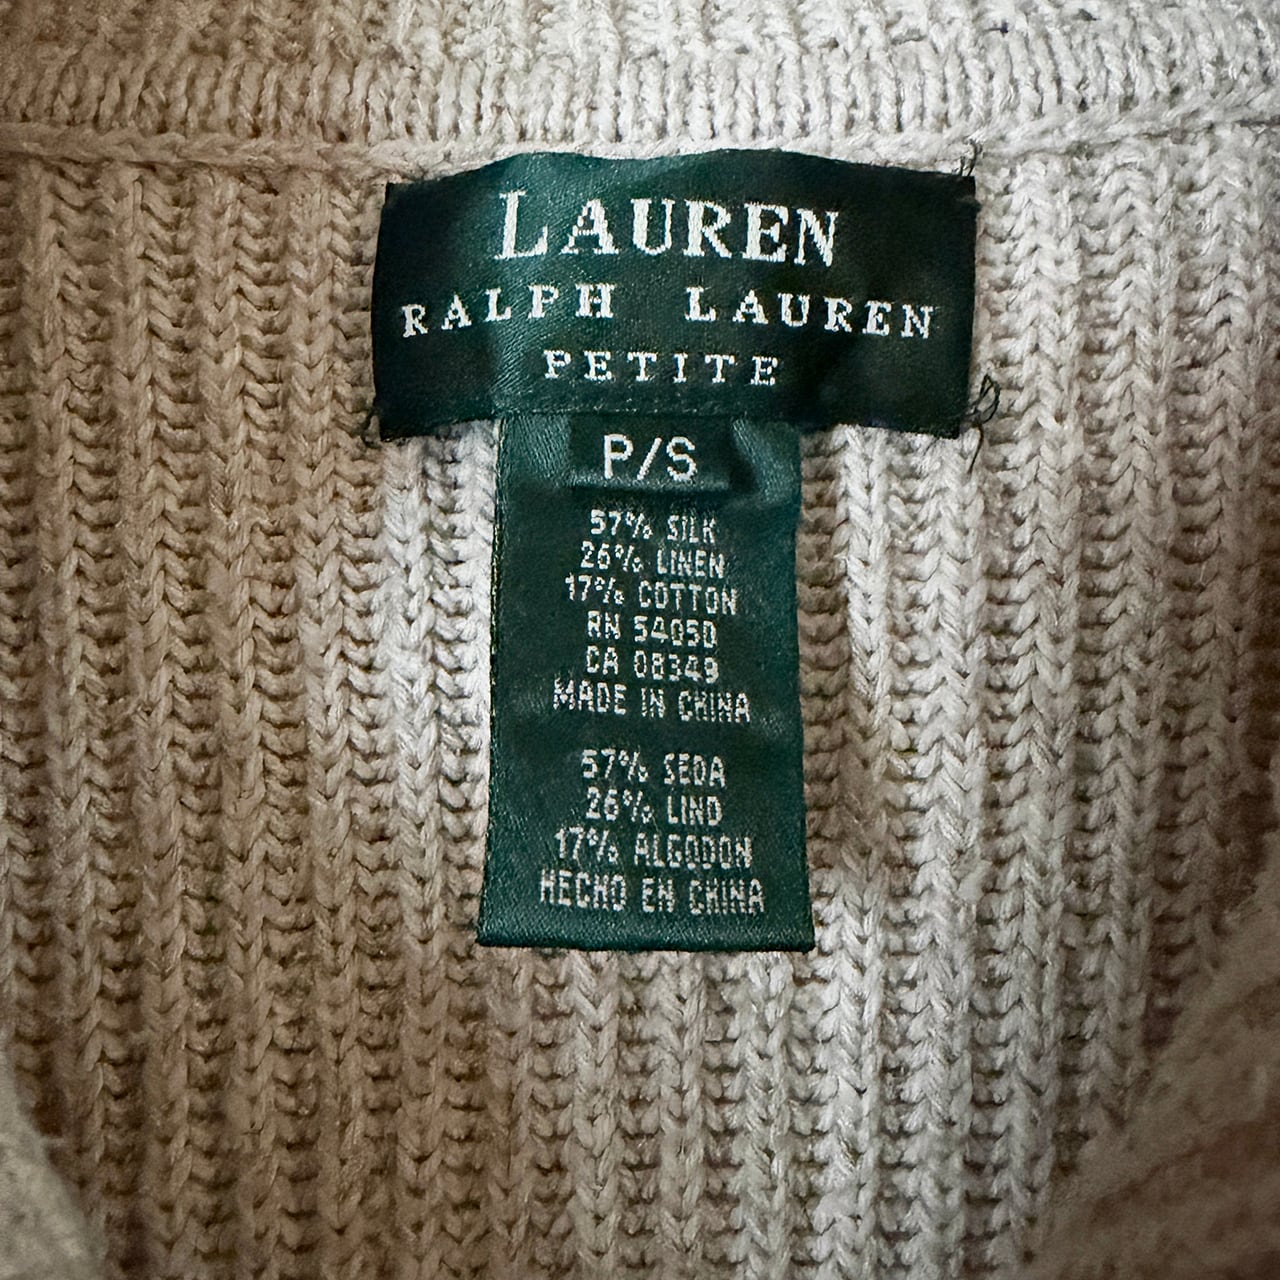 LAUREN
RALPH LAUREN
PETITE
P/S
57% SILK
26% LINEN
17% COTTON
RN 54050
CA 08349
MADE IN CHINA
57% SEDA
26% LINO
17% ALGODON
HECHO EN CHINA